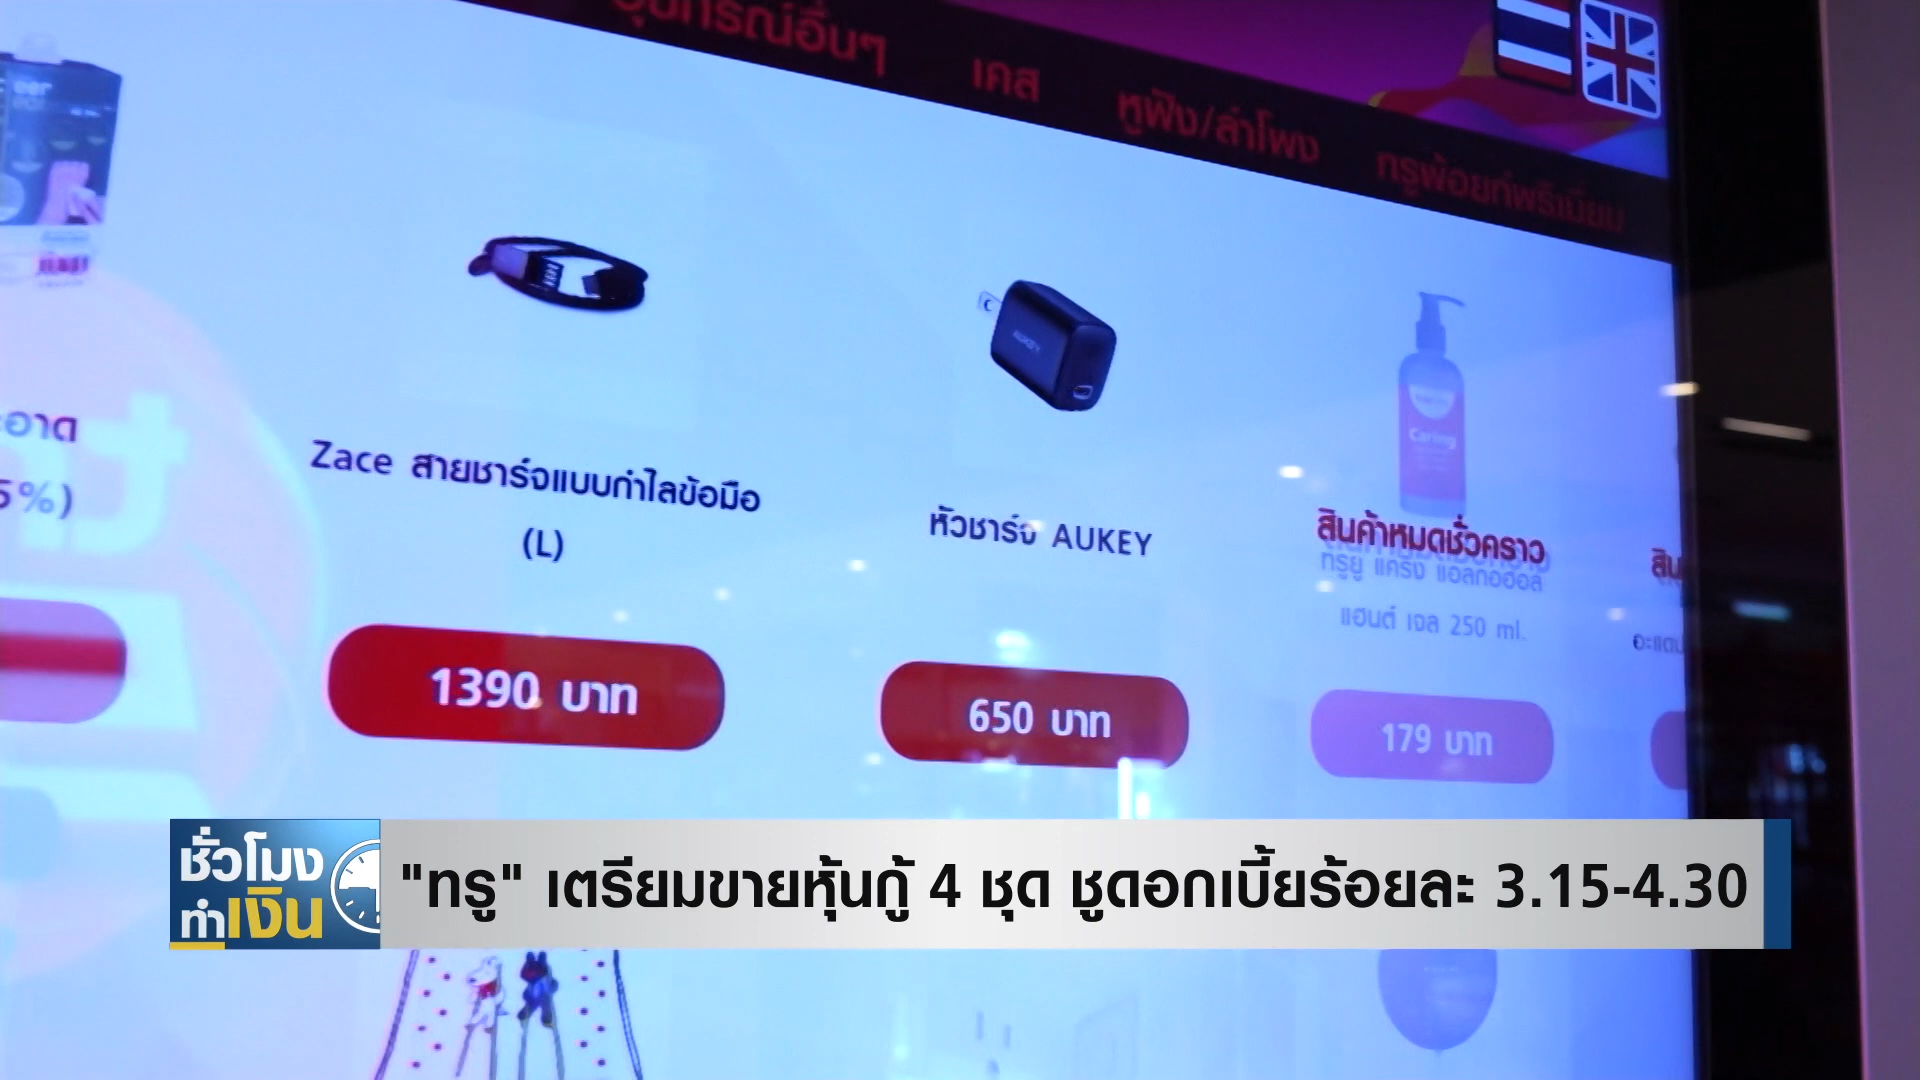 อุปกรณ์อื่นๆ
เคส
หูฟัง/ลำโพง
ทรูพ้อยท์พรีเมียม
Zace สายชาร์จแบบกำไลข้อมือ
(L)
1390 บาท
AUKEY
หัวชาร์จ AUKEY
650 บาท
Caring
สินค้าหมดชั่วคราว
ทรูยู แคริ่ง แอลกอฮอล์
แฮนด์ เจล 250 ml.
179 บาท
5%)
ชั่วโมง
ทำเงิน
"ทรู" เตรียมขายหุ้นกู้ 4 ชุด ชูดอกเบี้ยร้อยละ 3.15-4.30